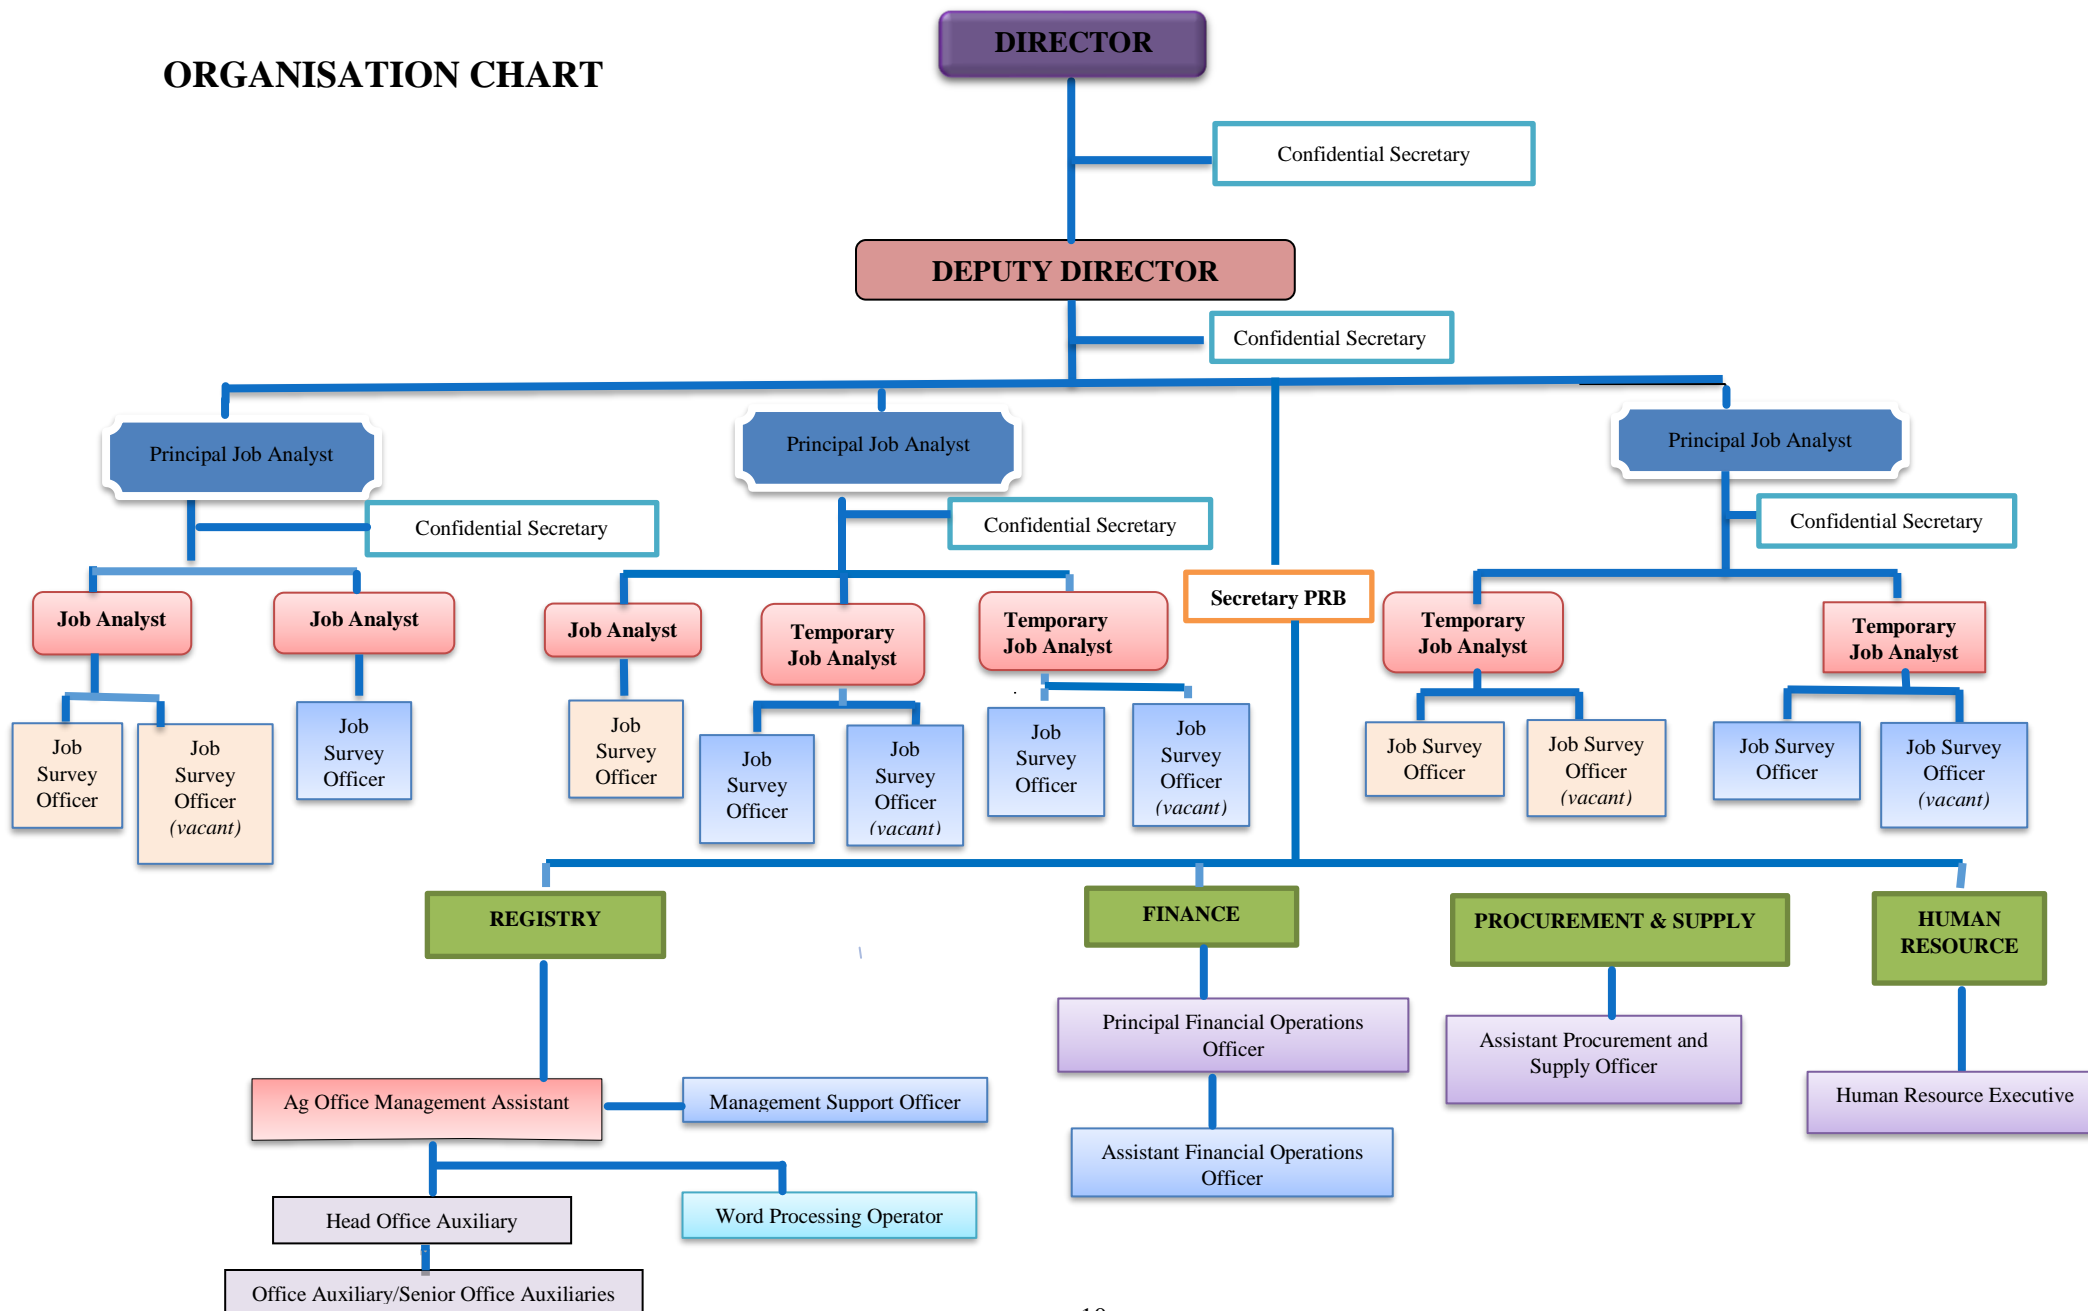 ORGANISATION CHART
DIRECTOR
Confidential Secretary
DEPUTY DIRECTOR
Confidential Secretary
Principal Job Analyst
Principal Job Analyst
Principal Job Analyst
Confidential Secretary
Confidential Secretary
Confidential Secretary
Job Analyst
Job Analyst
Job Analyst
Temporary
Job Analyst
Temporary
Job Analyst
Secretary PRB
Temporary
Job Analyst
Temporary
Job Analyst
Job
Survey
Officer
Job
Survey
Officer
(vacant)
Job
Survey
Officer
Job
Survey
Officer
Job
Survey
Officer
Job
Survey
Officer
(vacant)
Job
Survey
Officer
Job
Survey
Officer
(vacant)
Job Survey
Officer
Job Survey
Officer
(vacant)
Job Survey
Officer
Job Survey
Officer
(vacant)
REGISTRY
FINANCE
PROCUREMENT & SUPPLY
HUMAN
RESOURCE
Principal Financial Operations
Officer
Assistant Procurement and
Supply Officer
Human Resource Executive
Ag Office Management Assistant
Management Support Officer
Assistant Financial Operations
Officer
Head Office Auxiliary
Word Processing Operator
Office Auxiliary/Senior Office Auxiliaries